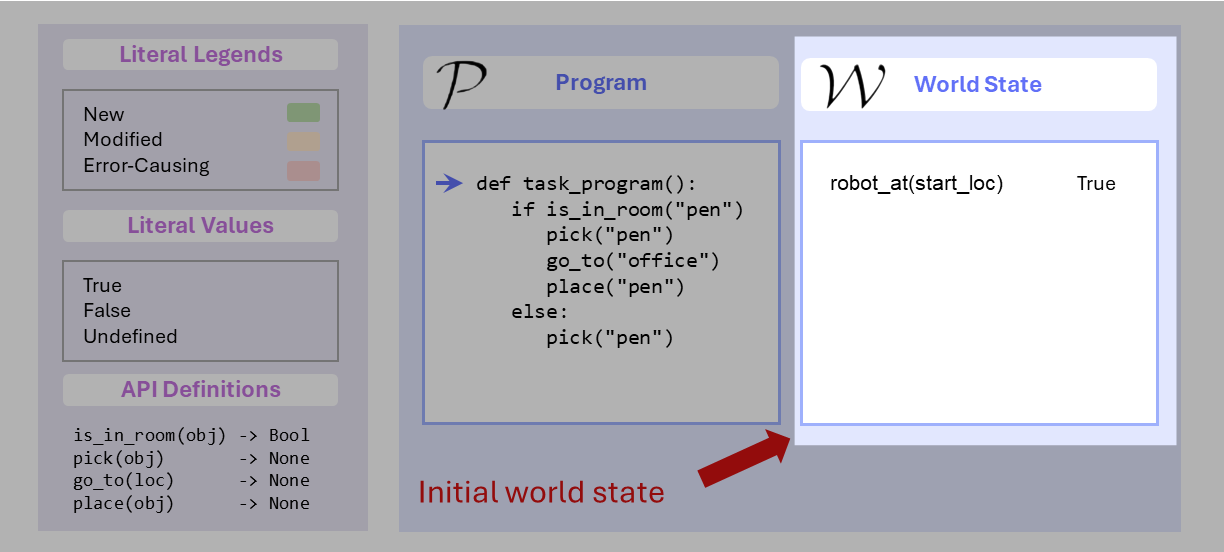 Literal Legends
New
Modified
Error-Causing
Literal Values
True
False
Undefined
API Definitions
is_in_room(obj) -> Bool
pick(obj) -> None
go_to(loc) -> None
place(obj) -> None
P Program
def task_program():
if is_in_room("pen")
pick("pen")
go_to("office")
place("pen")
else:
pick("pen")
W World State
robot_at(start_loc) True
Initial world state